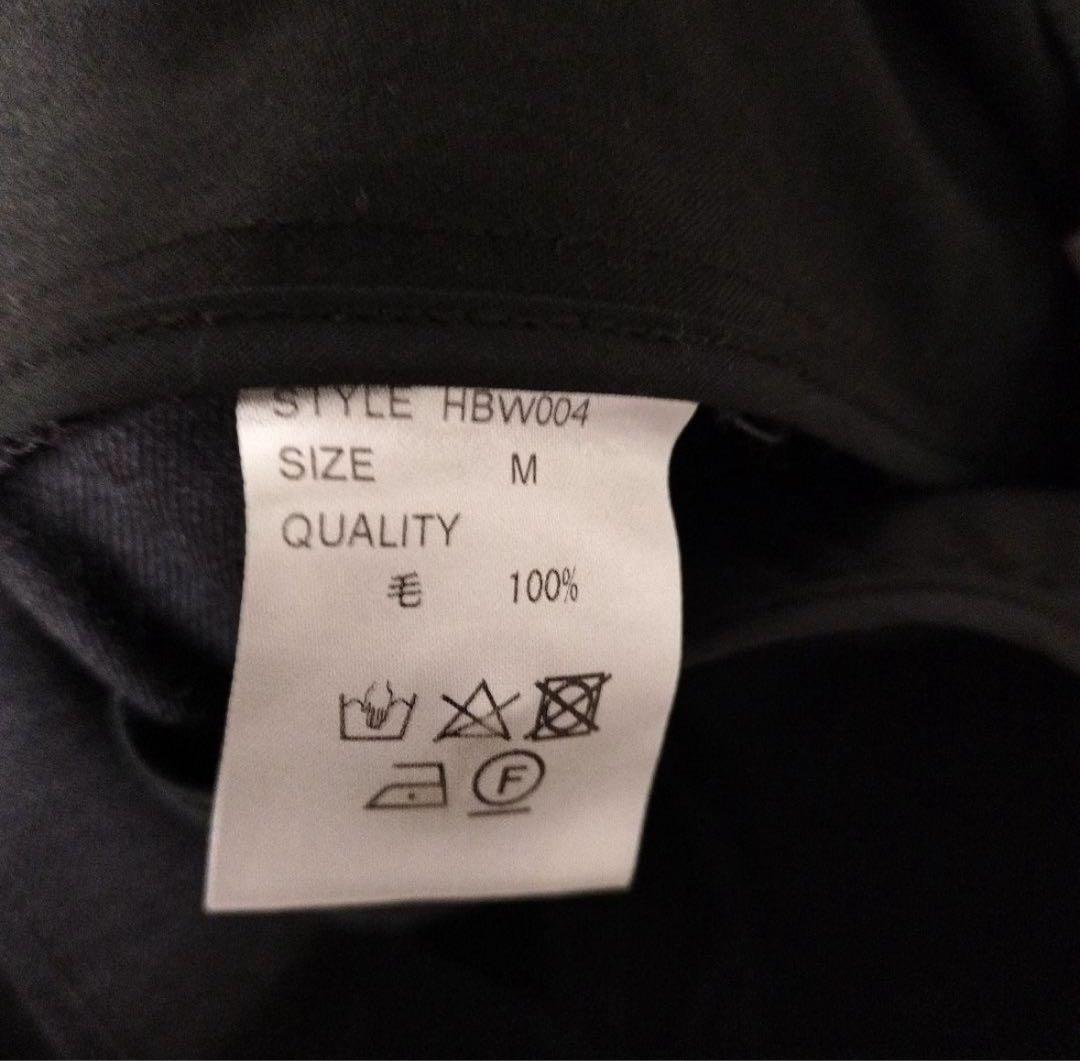 STYLE HBW004
SIZE M
QUALITY
毛 100%
F